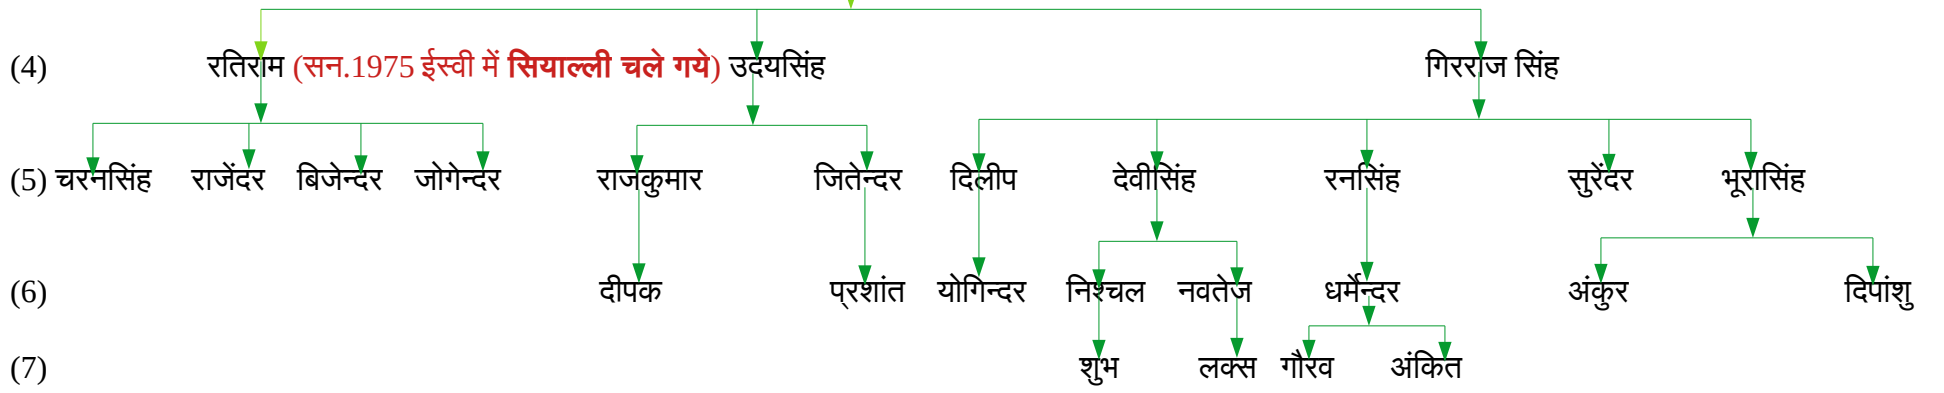 (4) रतिराम (सन.1975 ईस्वी में सियाल्ली चले गये) उदयसिंह गिरराज सिंह
(5) चरनसिंह राजेंदर बिजेन्दर जोगेन्दर राजकुमार जितेन्दर दिलीप देवीसिंह रनसिंह सुरेंदर भूरासिंह
(6) दीपक प्रशांत योगिन्दर निश्चल नवतेज धर्मेन्दर अंकुर दिपांशु
(7) शुभ लक्स गौरव अंकित